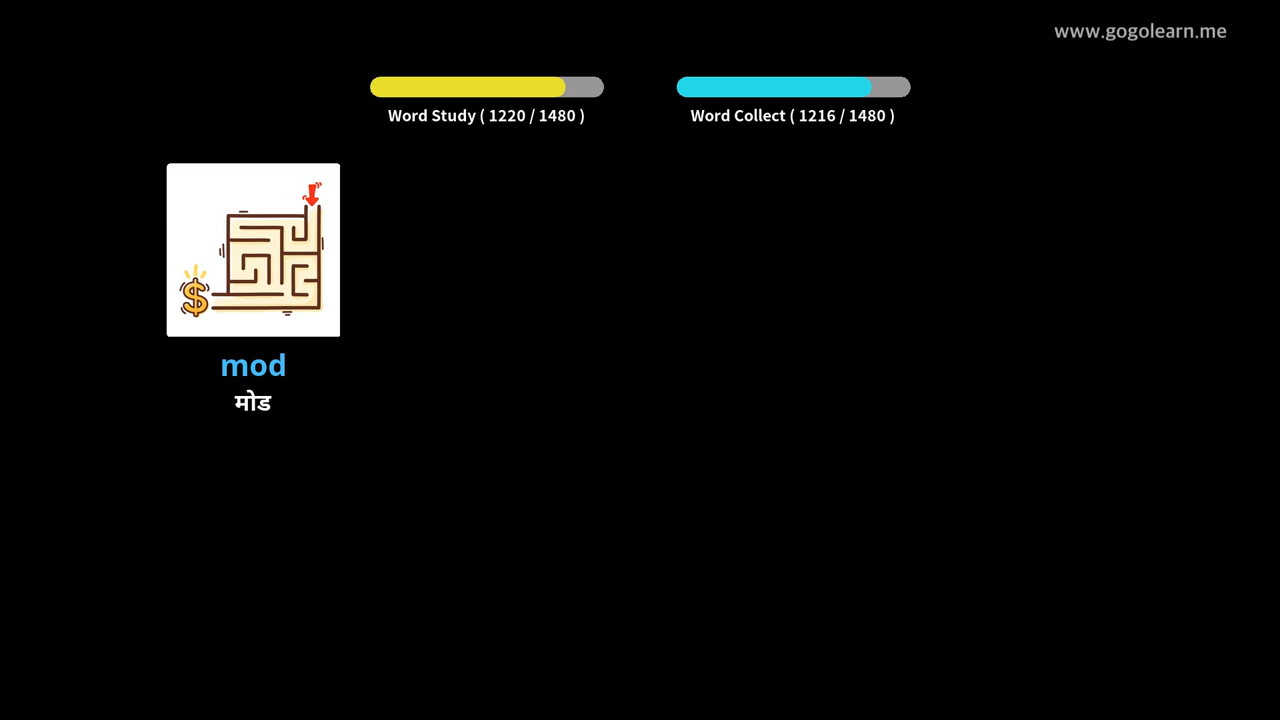 www.gogolearn.me
Word Study ( 1220 / 1480 )
Word Collect ( 1216 / 1480 )
$
mod
मोड